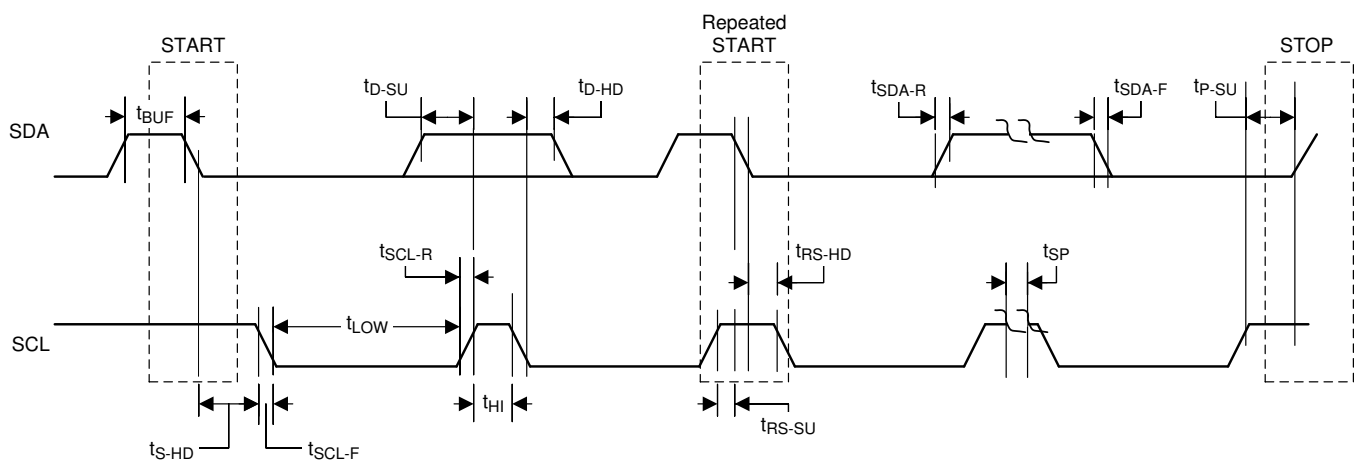 START
Repeated
START
STOP
tD-SU
tD-HD
tSDA-R
tSDA-F
tP-SU
tBUF
SDA
tSCL-R
tRS-HD
tSP
tLOW
SCL
tHI
tRS-SU
tS-HD
tSCL-F